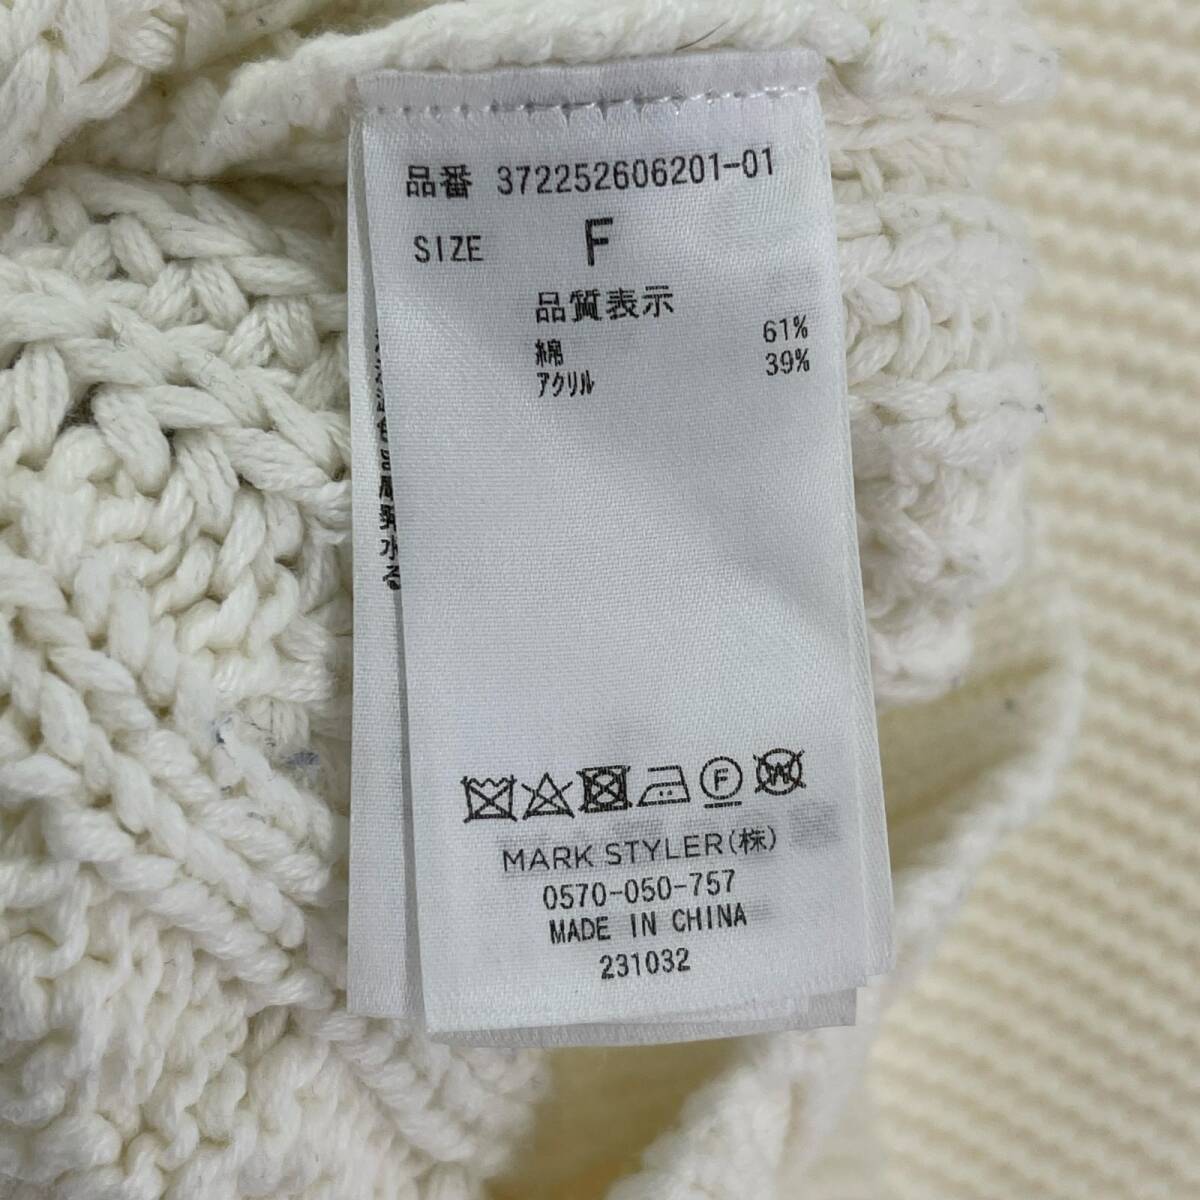 品番 372252606201-01
SIZE F
品質表示
綿 61%
アクリル 39%
F
W
MARK STYLER(株)
0570-050-757
MADE IN CHINA
231032